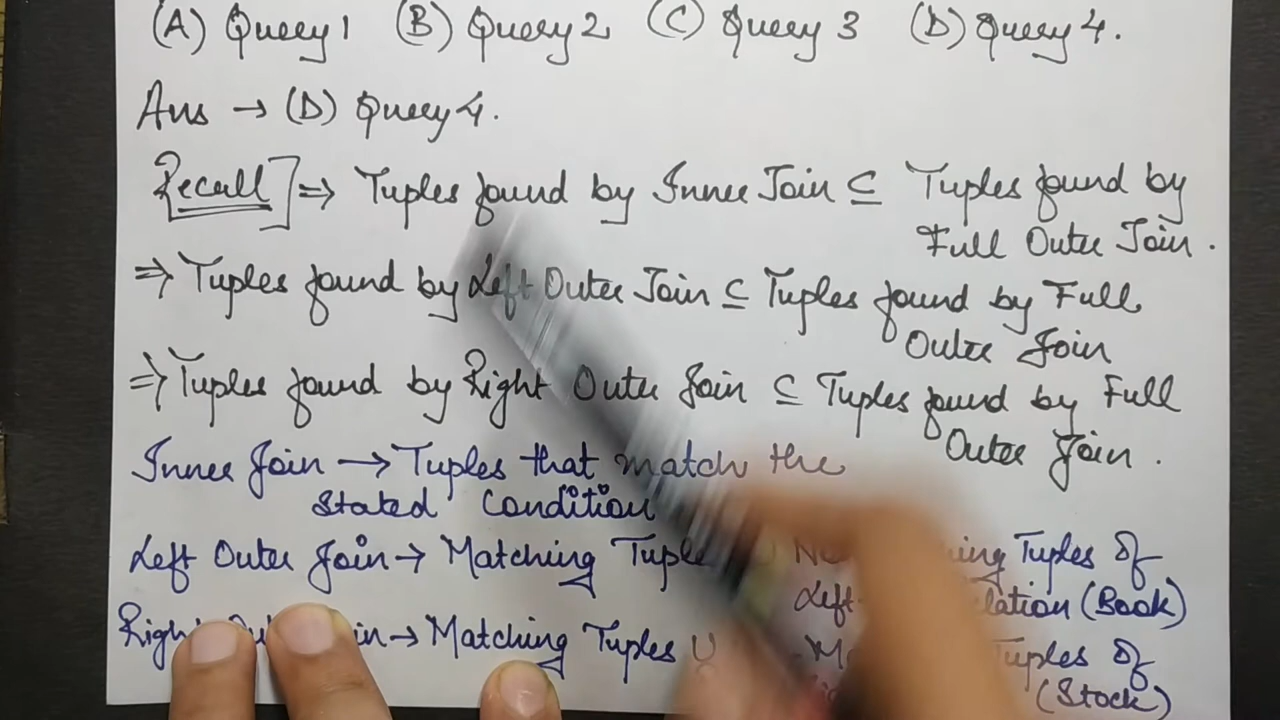 (A) Query 1 (B) Query 2 (C) Query 3 (D) Query 4.
Ans → (D) Query 4.
Recall ⇒ Tuples found by Inner Join ⊆ Tuples found by
Full Outer Join.
⇒ Tuples found by Left Outer Join ⊆ Tuples found by Full
Outer Join
⇒ Tuples found by Right Outer Join ⊆ Tuples found by Full
Outer Join.
Inner Join → Tuples that match the
Stated Condition
Left Outer Join → Matching Tuples Tuples Of
(Book)
Matching Tuples ∪ Tuples Of
(Stock)